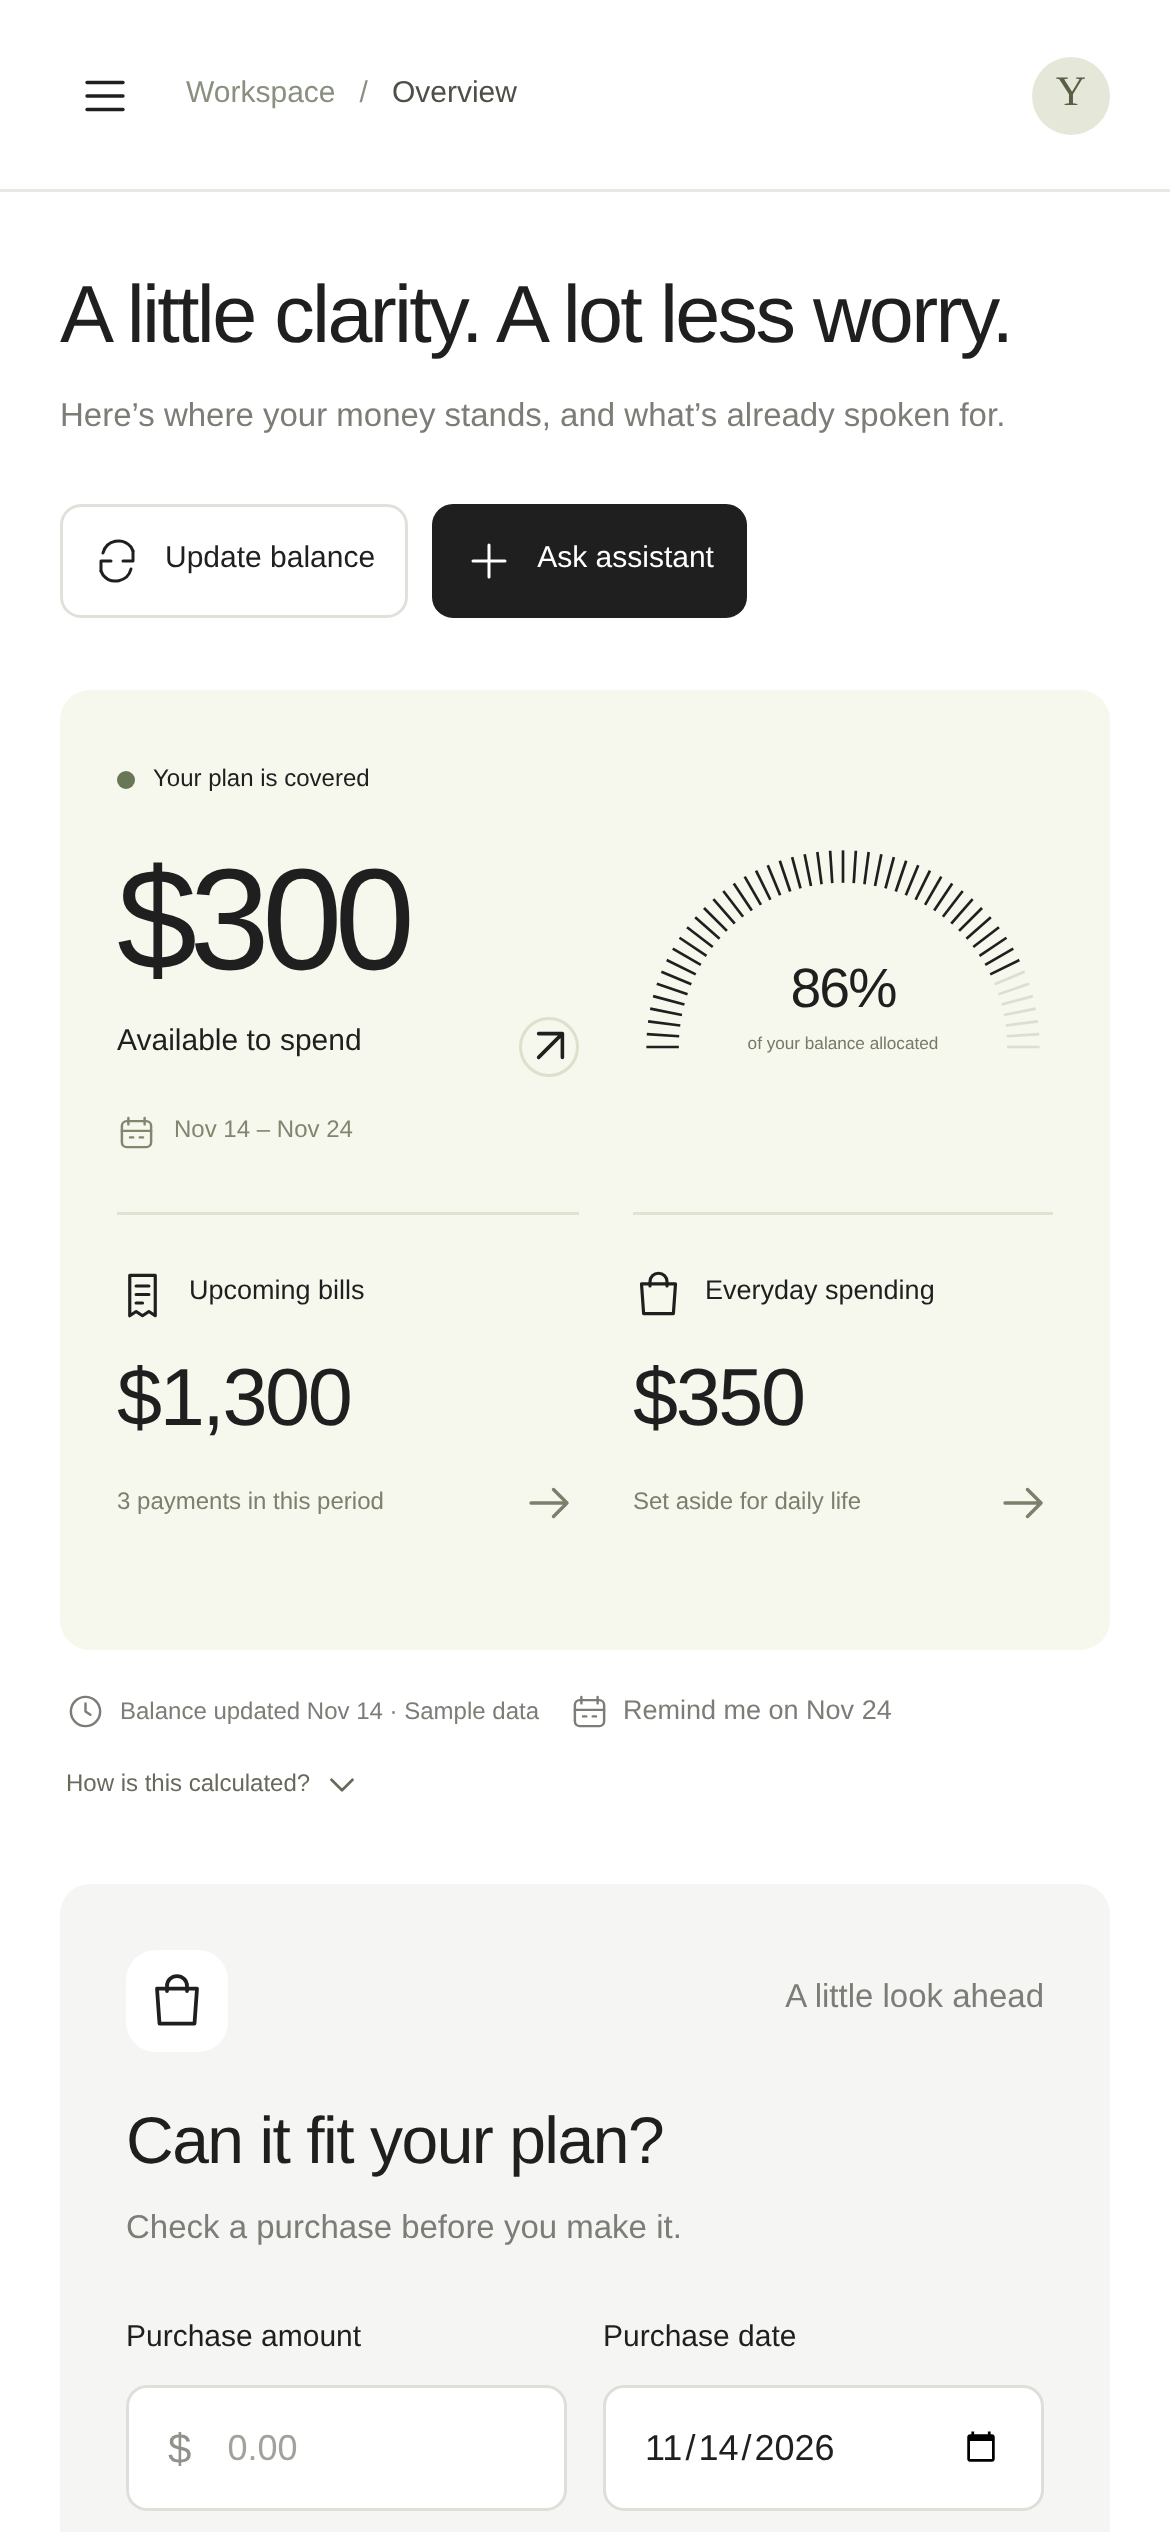 Workspace / Overview
Y
A little clarity. A lot less worry.
Here’s where your money stands, and what’s already spoken for.
Update balance
Ask assistant
Your plan is covered
$300
Available to spend
Nov 14 – Nov 24
86%
of your balance allocated
Upcoming bills
$1,300
3 payments in this period
Everyday spending
$350
Set aside for daily life
Balance updated Nov 14 · Sample data
Remind me on Nov 24
How is this calculated?
A little look ahead
Can it fit your plan?
Check a purchase before you make it.
Purchase amount
$ 0.00
Purchase date
11/14/2026